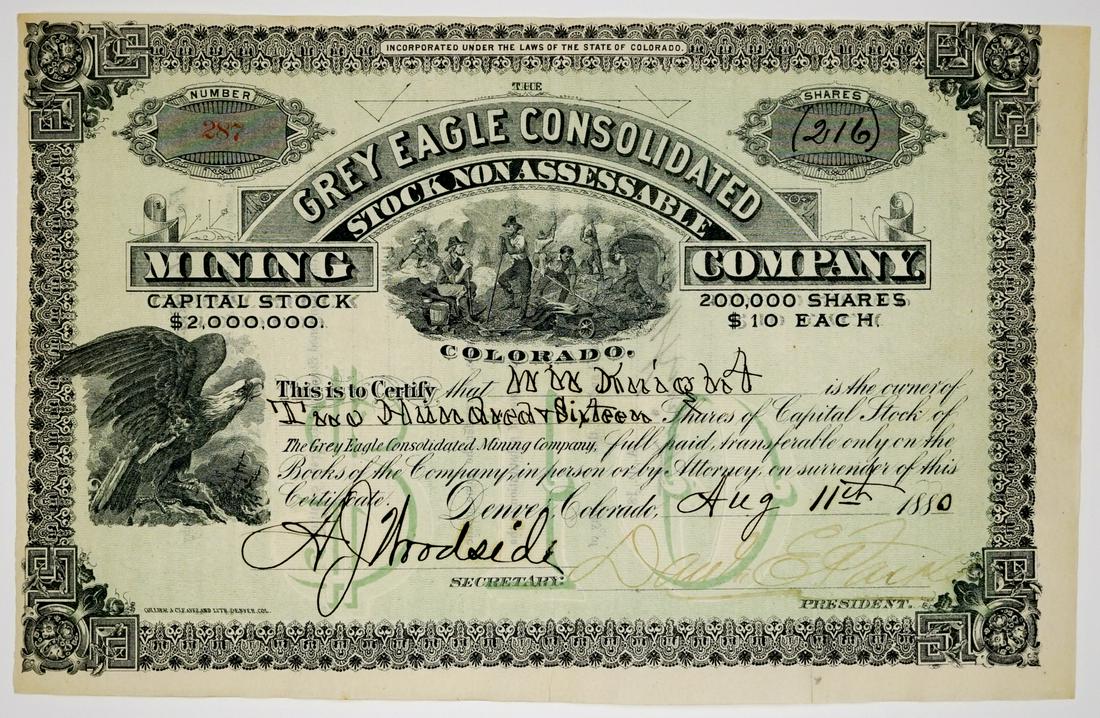 INCORPORATED UNDER THE LAWS OF THE STATE OF COLORADO.
NUMBER
287
SHARES
(216)
THE
GREY EAGLE CONSOLIDATED
STOCK NON ASSESSABLE
MINING
COMPANY,
CAPITAL STOCK
$2,000,000.
200,000 SHARES
$10 EACH.
COLORADO.
This is to Certify that W W Knight is the owner of
Two Hundred & Sixteen Shares of Capital Stock of
The Grey Eagle Consolidated Mining Company, full paid, transferable only on the
Books of the Company, in person or by Attorney, on surrender of this
Certificate. Denver, Colorado, Aug 11th 1880
$10
A J Woodside
SECRETARY.
PRESIDENT.
LITH. DENVER, COL.